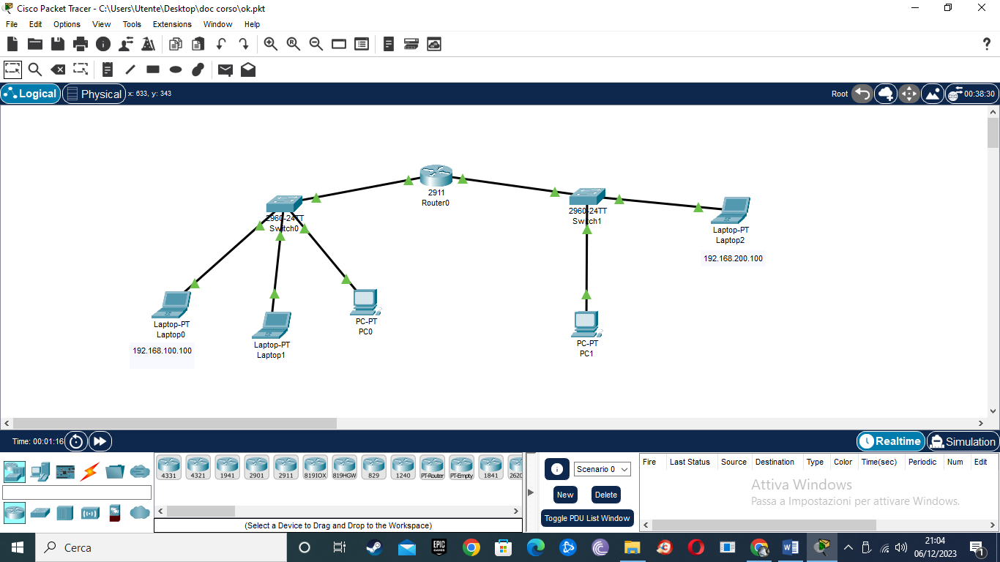 Cisco Packet Tracer - C:\Users\Utente\Desktop\doc corso\ok.pkt
File Edit Options View Tools Extensions Window Help
Logical Physical x: 633, y: 343 Root 00:38:30
2911
Router0
2960-24TT
Switch0
2960-24TT
Switch1
Laptop-PT
Laptop2
192.168.200.100
Laptop-PT
Laptop0
192.168.100.100
Laptop-PT
Laptop1
PC-PT
PC0
PC-PT
PC1
Time: 00:01:16 Realtime Simulation
4331 4321 1941 2901 2911 819IOX 819HGW 829 1240 PT-Router PT-Empty 1841 2620
(Select a Device to Drag and Drop to the Workspace)
Scenario 0
New Delete
Toggle PDU List Window
Fire Last Status Source Destination Type Color Time(sec) Periodic Num Edit
Attiva Windows
Passa a Impostazioni per attivare Windows.
Cerca
EPIC
GAMES
21:04
06/12/2023
1